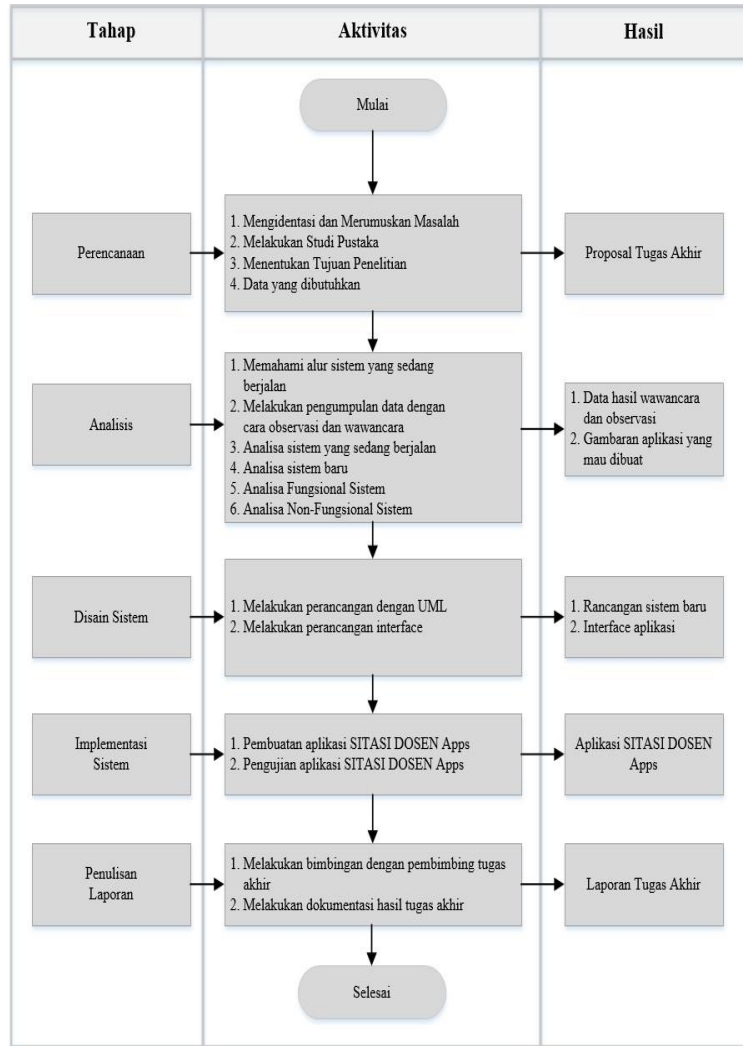 Tahap
Aktivitas
Hasil
Mulai
Perencanaan
1. Mengidentasi dan Merumuskan Masalah
2. Melakukan Studi Pustaka
3. Menentukan Tujuan Penelitian
4. Data yang dibutuhkan
Proposal Tugas Akhir
Analisis
1. Memahami alur sistem yang sedang
berjalan
2. Melakukan pengumpulan data dengan
cara observasi dan wawancara
3. Analisa sistem yang sedang berjalan
4. Analisa sistem baru
5. Analisa Fungsional Sistem
6. Analisa Non-Fungsional Sistem
1. Data hasil wawancara
dan observasi
2. Gambaran aplikasi yang
mau dibuat
Disain Sistem
1. Melakukan perancangan dengan UML
2. Melakukan perancangan interface
1. Rancangan sistem baru
2. Interface aplikasi
Implementasi
Sistem
1. Pembuatan aplikasi SITASI DOSEN Apps
2. Pengujian aplikasi SITASI DOSEN Apps
Aplikasi SITASI DOSEN
Apps
Penulisan
Laporan
1. Melakukan bimbingan dengan pembimbing tugas
akhir
2. Melakukan dokumentasi hasil tugas akhir
Laporan Tugas Akhir
Selesai